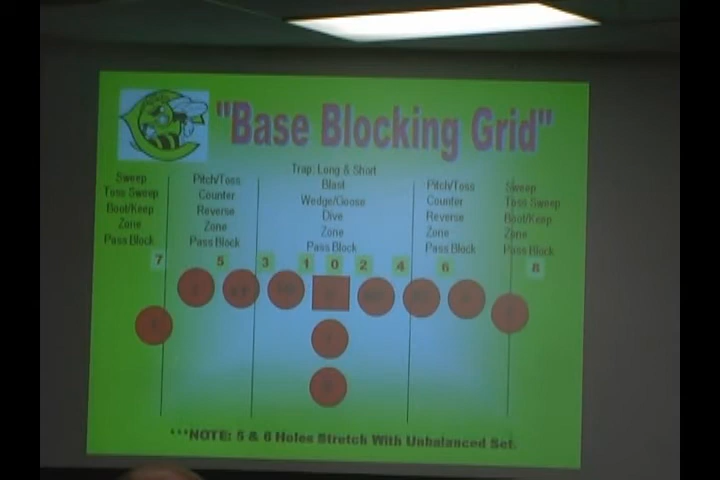 "Base Blocking Grid"
Sweep
Toss Sweep
Boot/Keep
Zone
Pass Block
Pitch/Toss
Counter
Reverse
Zone
Pass Block
Trap: Long & Short
Blast
Wedge/Goose
Dive
Zone
Pass Block
Pitch/Toss
Counter
Reverse
Zone
Pass Block
Sweep
Toss Sweep
Boot/Keep
Zone
Pass Block
7 5 3 1 0 2 4 6 8
***NOTE: 5 & 6 Holes Stretch With Unbalanced Set.